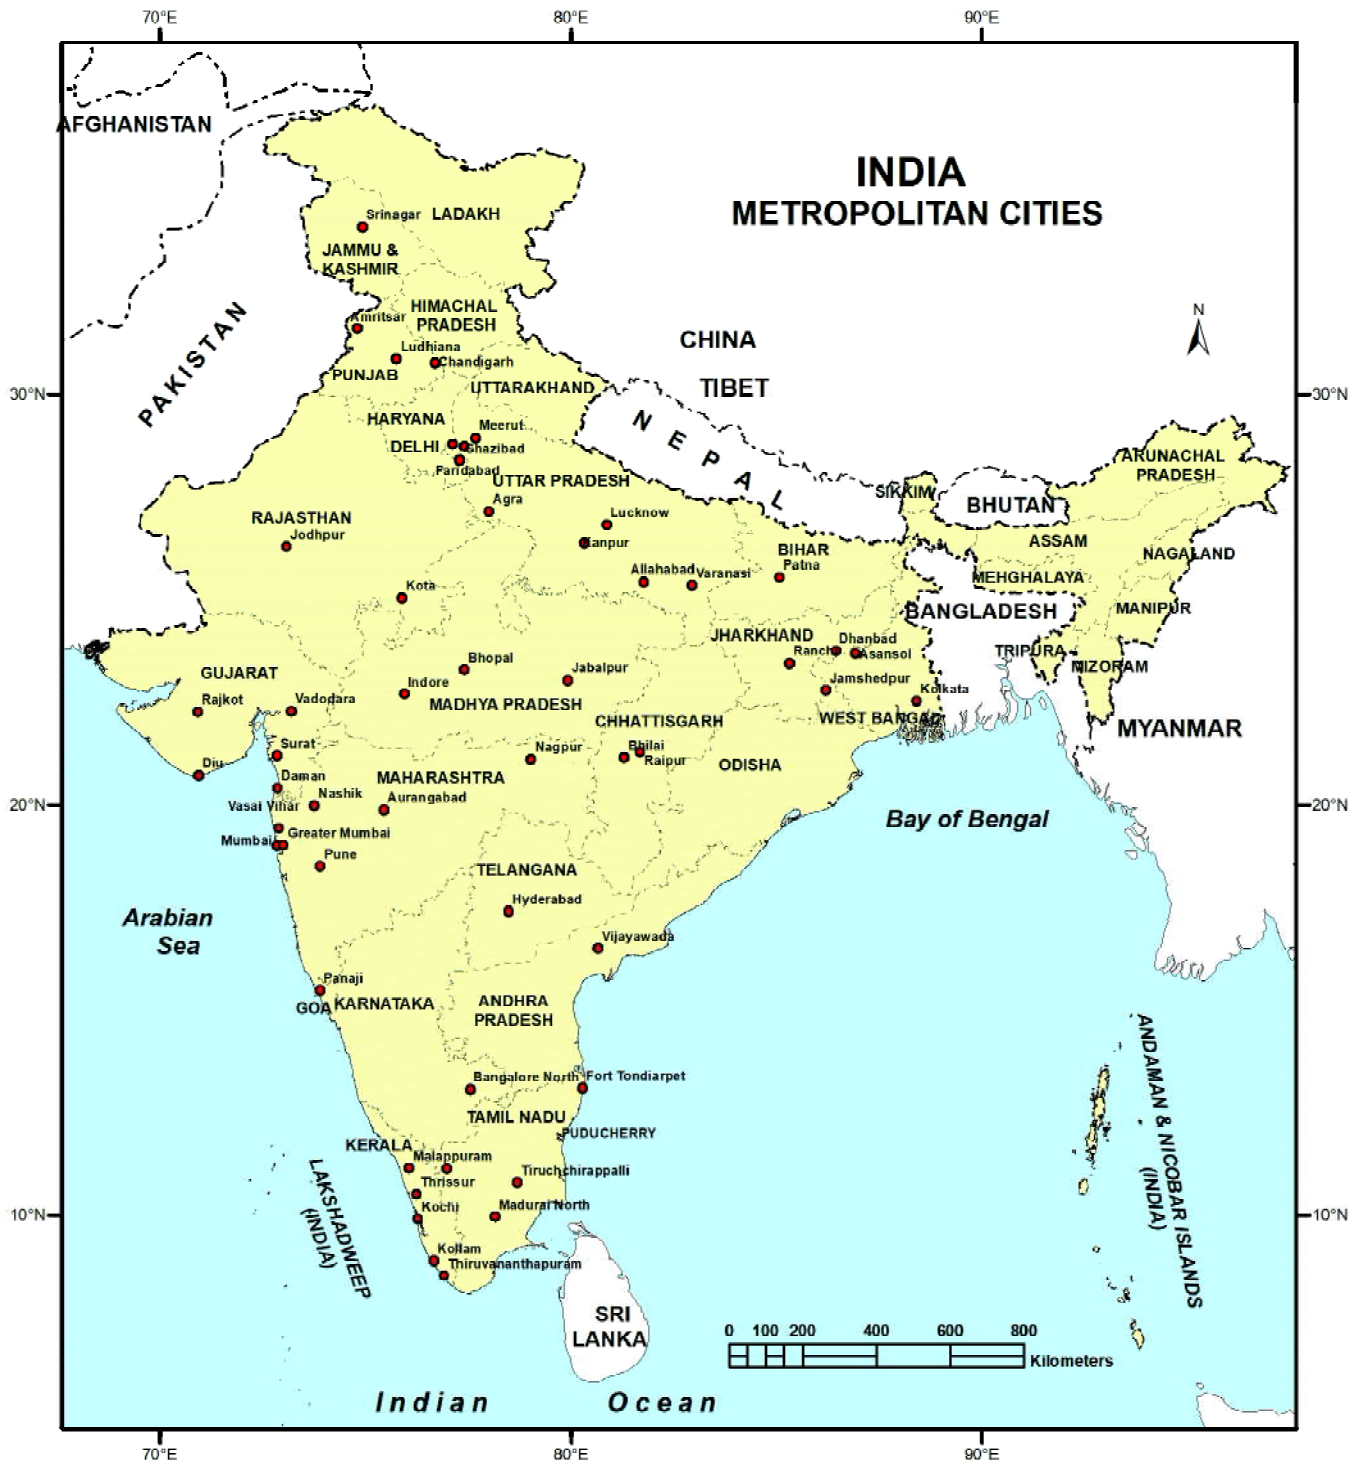 70°E
80°E
90°E
AFGHANISTAN
INDIA
METROPOLITAN CITIES
Srinagar
LADAKH
JAMMU &
KASHMIR
HIMACHAL
PRADESH
Amritsar
PAKISTAN
N
CHINA
TIBET
Ludhiana
Chandigarh
PUNJAB
UTTARAKHAND
30°N
30°N
HARYANA
Meerut
DELHI
Ghazibad
Faridabad
UTTAR PRADESH
NEPAL
SIKKIM
BHUTAN
ARUNACHAL
PRADESH
Agra
Lucknow
RAJASTHAN
Jodhpur
Kanpur
BIHAR
Patna
ASSAM
NAGALAND
Allahabad
Varanasi
MEHGHALAYA
Kota
BANGLADESH
MANIPUR
JHARKHAND
Dhanbad
Ranchi
Asansol
TRIPURA
MIZORAM
Bhopal
Jabalpur
GUJARAT
Indore
Jamshedpur
Kolkata
Rajkot
Vadodara
MADHYA PRADESH
CHHATTISGARH
WEST BANGAL
MYANMAR
Surat
Nagpur
Bhilai
Raipur
ODISHA
Diu
Daman
MAHARASHTRA
Nashik
Aurangabad
Vasai Vihar
20°N
20°N
Bay of Bengal
Mumbai
Greater Mumbai
Pune
TELANGANA
Hyderabad
Arabian
Sea
Vijayawada
Panaji
GOA
KARNATAKA
ANDHRA
PRADESH
Bangalore North
Fort Tondiarpet
TAMIL NADU
PUDUCHERRY
KERALA
Malappuram
Thrissur
Tiruchchirappalli
Kochi
Madurai North
10°N
10°N
LAKSHADWEEP
(INDIA)
ANDAMAN & NICOBAR ISLANDS
(INDIA)
Kollam
Thiruvananthapuram
SRI
LANKA
0 100 200 400 600 800
Kilometers
Indian Ocean
70°E
80°E
90°E